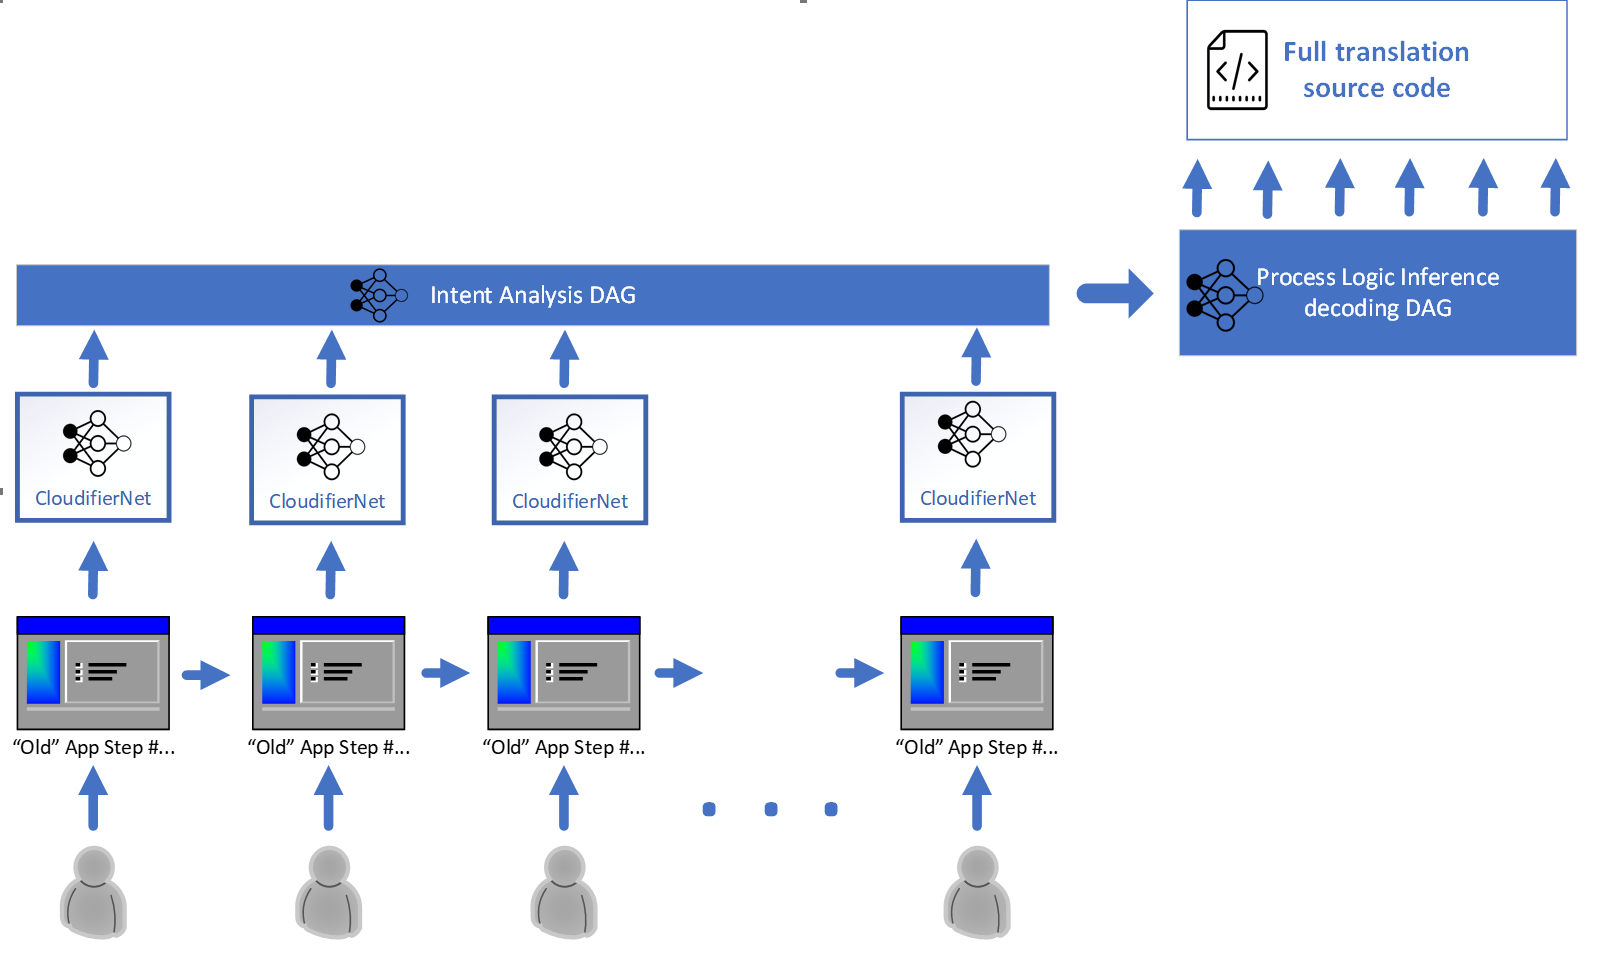 Full translation
source code
</>
Process Logic Inference
decoding DAG
Intent Analysis DAG
CloudifierNet
CloudifierNet
CloudifierNet
CloudifierNet
“Old” App Step #...
“Old” App Step #...
“Old” App Step #...
“Old” App Step #...